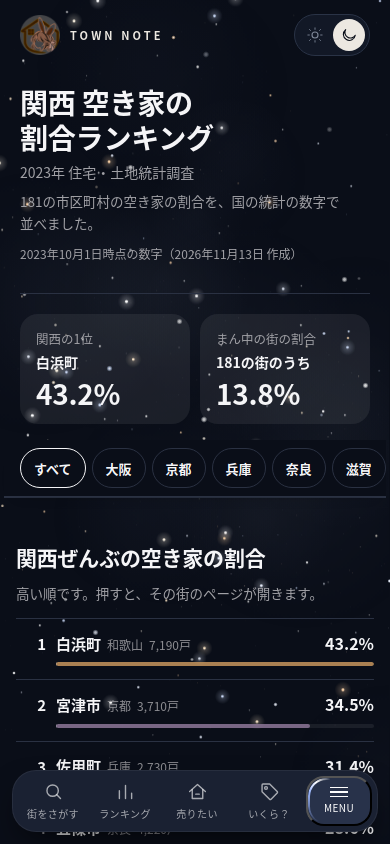 TOWN NOTE
関西 空き家の
割合ランキング
2023年 住宅・土地統計調査
181の市区町村の空き家の割合を、国の統計の数字で
並べました。
2023年10月1日時点の数字（2026年11月13日 作成）
関西の1位
白浜町
43.2%
まん中の街の割合
181の街のうち
13.8%
すべて 大阪 京都 兵庫 奈良 滋賀
関西ぜんぶの空き家の割合
高い順です。押すと、その街のページが開きます。
1 白浜町 和歌山 7,190戸 43.2%
2 宮津市 京都 3,710戸 34.5%
3 佐用町 兵庫 2,730戸 31.4%
街をさがす ランキング 売りたい いくら？ MENU